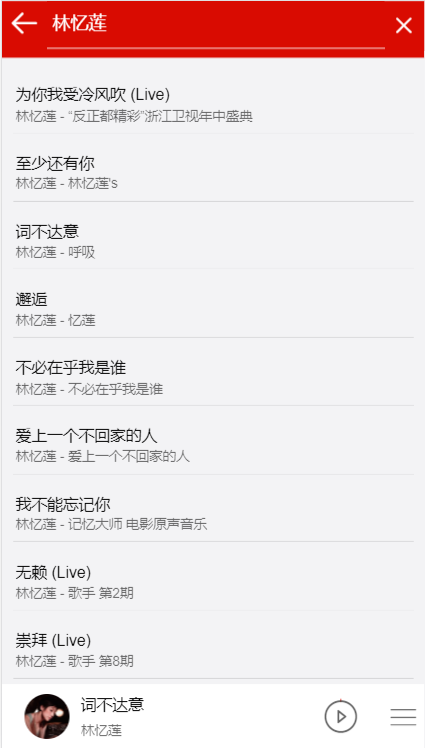 林忆莲
为你我受冷风吹 (Live)
林忆莲 - “反正都精彩”浙江卫视年中盛典
至少还有你
林忆莲 - 林忆莲's
词不达意
林忆莲 - 呼吸
邂逅
林忆莲 - 忆莲
不必在乎我是谁
林忆莲 - 不必在乎我是谁
爱上一个不回家的人
林忆莲 - 爱上一个不回家的人
我不能忘记你
林忆莲 - 记忆大师 电影原声音乐
无赖 (Live)
林忆莲 - 歌手 第2期
崇拜 (Live)
林忆莲 - 歌手 第8期
词不达意
林忆莲